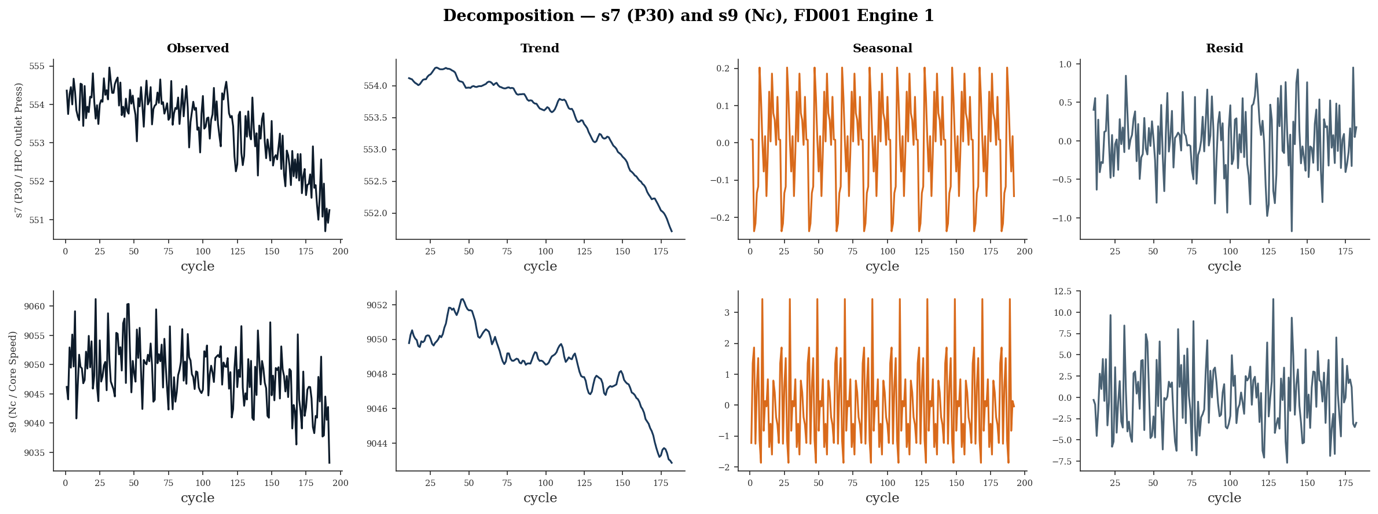 Decomposition — s7 (P30) and s9 (Nc), FD001 Engine 1
Observed
Trend
Seasonal
Resid
s7 (P30 / HPC Outlet Press)
555
554
553
552
551
0 25 50 75 100 125 150 175 200
cycle
554.0
553.5
553.0
552.5
552.0
25 50 75 100 125 150 175
cycle
0.2
0.1
0.0
−0.1
−0.2
0 25 50 75 100 125 150 175 200
cycle
1.0
0.5
0.0
−0.5
−1.0
25 50 75 100 125 150 175
cycle
s9 (Nc / Core Speed)
9060
9055
9050
9045
9040
9035
0 25 50 75 100 125 150 175 200
cycle
9052
9050
9048
9046
9044
25 50 75 100 125 150 175
cycle
3
2
1
0
−1
−2
0 25 50 75 100 125 150 175 200
cycle
12.5
10.0
7.5
5.0
2.5
0.0
−2.5
−5.0
−7.5
25 50 75 100 125 150 175
cycle